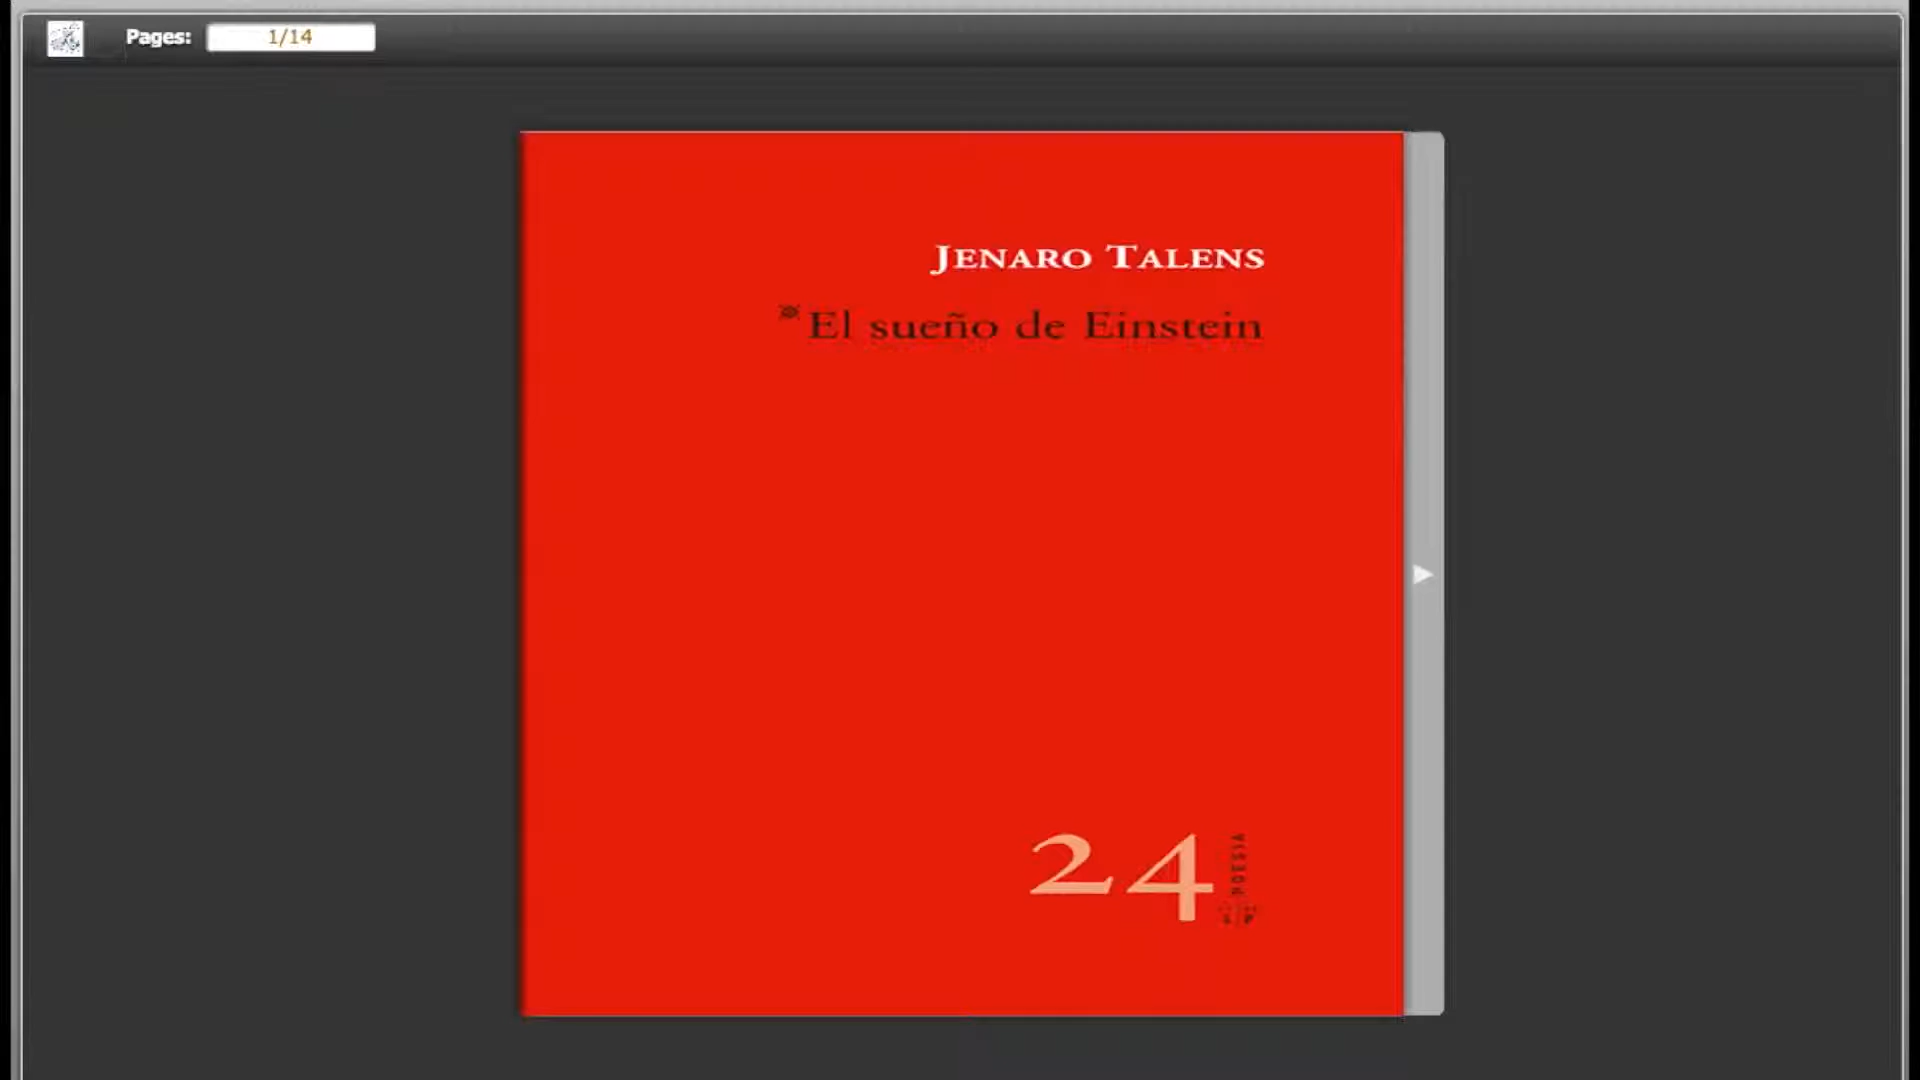 Pages: 1/14
JENARO TALENS
El sueño de Einstein
24
POESIA